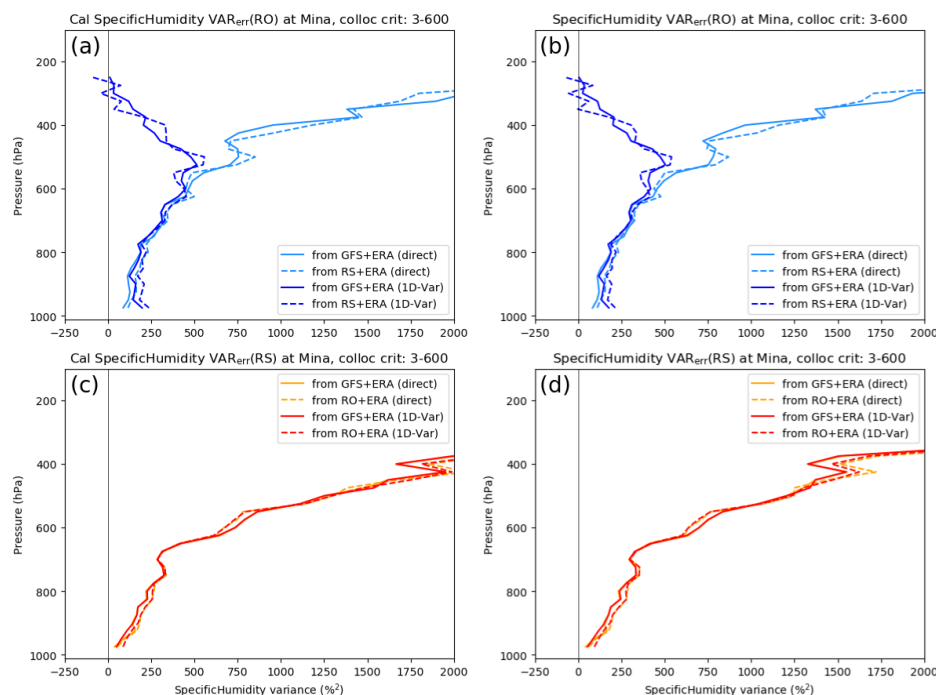 Cal SpecificHumidity VARerr(RO) at Mina, colloc crit: 3-600
(a)
Pressure (hPa)
200
400
600
800
1000
−250 0 250 500 750 1000 1250 1500 1750 2000
from GFS+ERA (direct)
from RS+ERA (direct)
from GFS+ERA (1D-Var)
from RS+ERA (1D-Var)
SpecificHumidity VARerr(RO) at Mina, colloc crit: 3-600
(b)
Pressure (hPa)
200
400
600
800
1000
−250 0 250 500 750 1000 1250 1500 1750 2000
from GFS+ERA (direct)
from RS+ERA (direct)
from GFS+ERA (1D-Var)
from RS+ERA (1D-Var)
Cal SpecificHumidity VARerr(RS) at Mina, colloc crit: 3-600
(c)
from GFS+ERA (direct)
from RO+ERA (direct)
from GFS+ERA (1D-Var)
from RO+ERA (1D-Var)
Pressure (hPa)
200
400
600
800
1000
−250 0 250 500 750 1000 1250 1500 1750 2000
SpecificHumidity variance (%²)
SpecificHumidity VARerr(RS) at Mina, colloc crit: 3-600
(d)
from GFS+ERA (direct)
from RO+ERA (direct)
from GFS+ERA (1D-Var)
from RO+ERA (1D-Var)
Pressure (hPa)
200
400
600
800
1000
−250 0 250 500 750 1000 1250 1500 1750 2000
SpecificHumidity variance (%²)